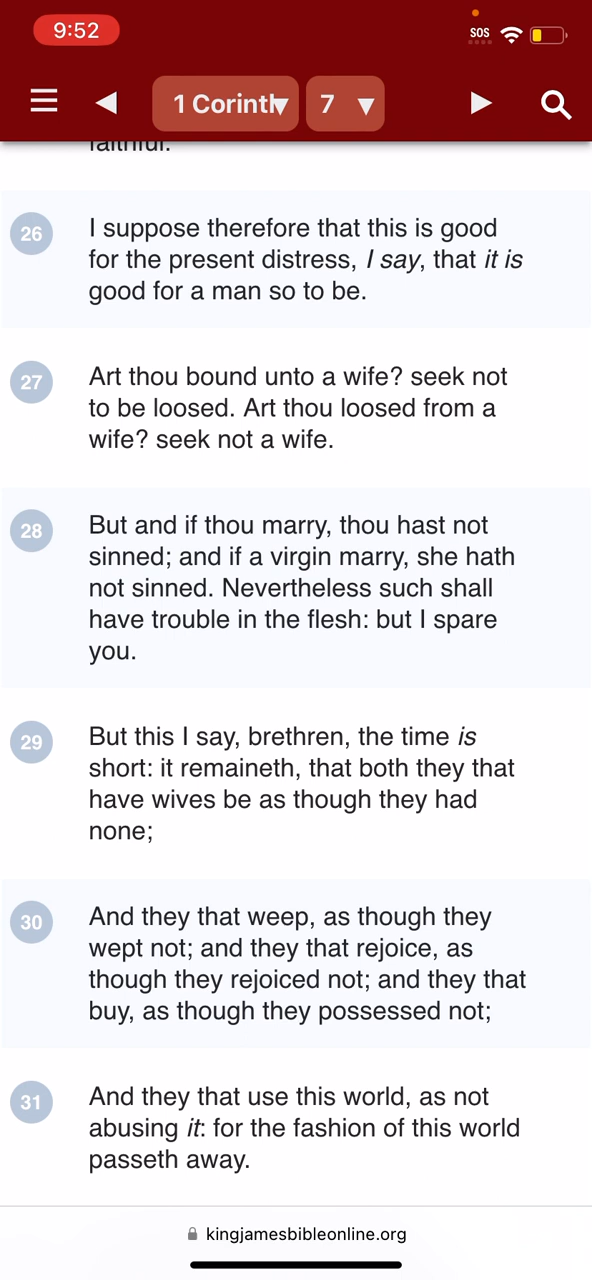 9:52
SOS
1 Corinth
7
faithful.
26
I suppose therefore that this is good
for the present distress, I say, that it is
good for a man so to be.
27
Art thou bound unto a wife? seek not
to be loosed. Art thou loosed from a
wife? seek not a wife.
28
But and if thou marry, thou hast not
sinned; and if a virgin marry, she hath
not sinned. Nevertheless such shall
have trouble in the flesh: but I spare
you.
29
But this I say, brethren, the time is
short: it remaineth, that both they that
have wives be as though they had
none;
30
And they that weep, as though they
wept not; and they that rejoice, as
though they rejoiced not; and they that
buy, as though they possessed not;
31
And they that use this world, as not
abusing it: for the fashion of this world
passeth away.
kingjamesbibleonline.org